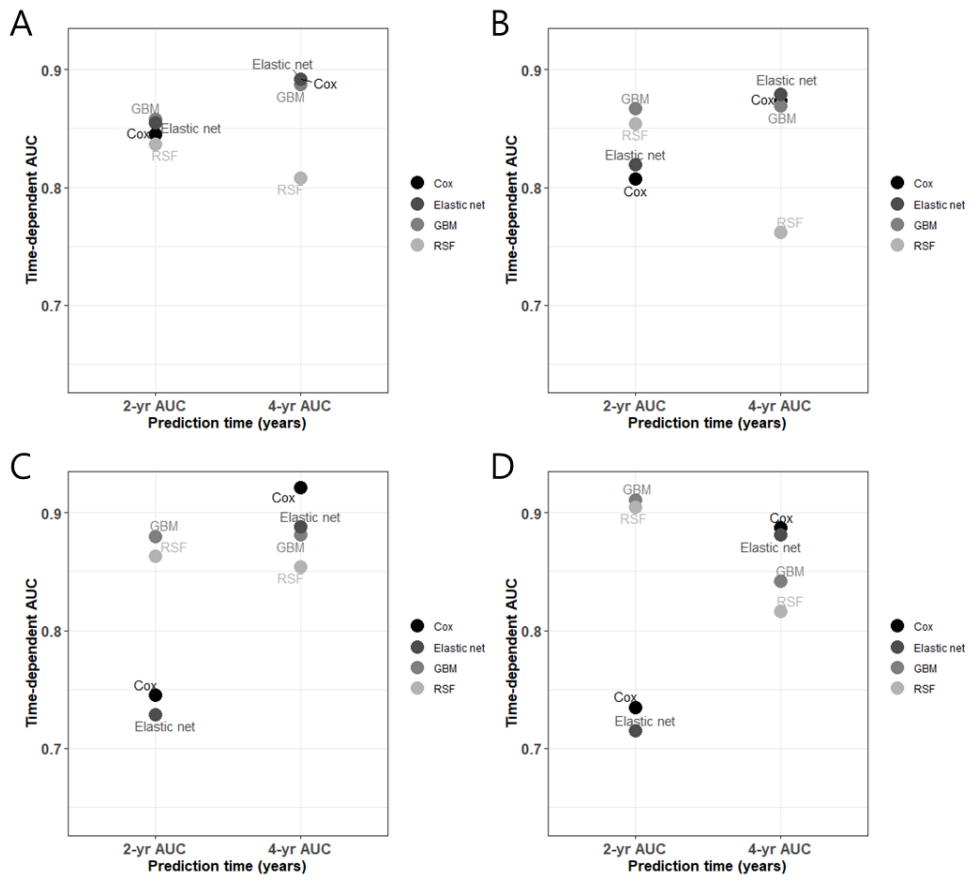 A
Time-dependent AUC
0.9
0.8
0.7
Elastic net
Cox
GBM
GBM
Elastic net
Cox
RSF
RSF
2-yr AUC
4-yr AUC
Prediction time (years)
Cox
Elastic net
GBM
RSF
B
Time-dependent AUC
0.9
0.8
0.7
Elastic net
Cox
GBM
GBM
RSF
Elastic net
Cox
RSF
2-yr AUC
4-yr AUC
Prediction time (years)
Cox
Elastic net
GBM
RSF
C
Time-dependent AUC
0.9
0.8
0.7
Cox
Elastic net
GBM
GBM
RSF
RSF
Cox
Elastic net
2-yr AUC
4-yr AUC
Prediction time (years)
Cox
Elastic net
GBM
RSF
D
Time-dependent AUC
0.9
0.8
0.7
GBM
RSF
Cox
Elastic net
GBM
RSF
Cox
Elastic net
2-yr AUC
4-yr AUC
Prediction time (years)
Cox
Elastic net
GBM
RSF